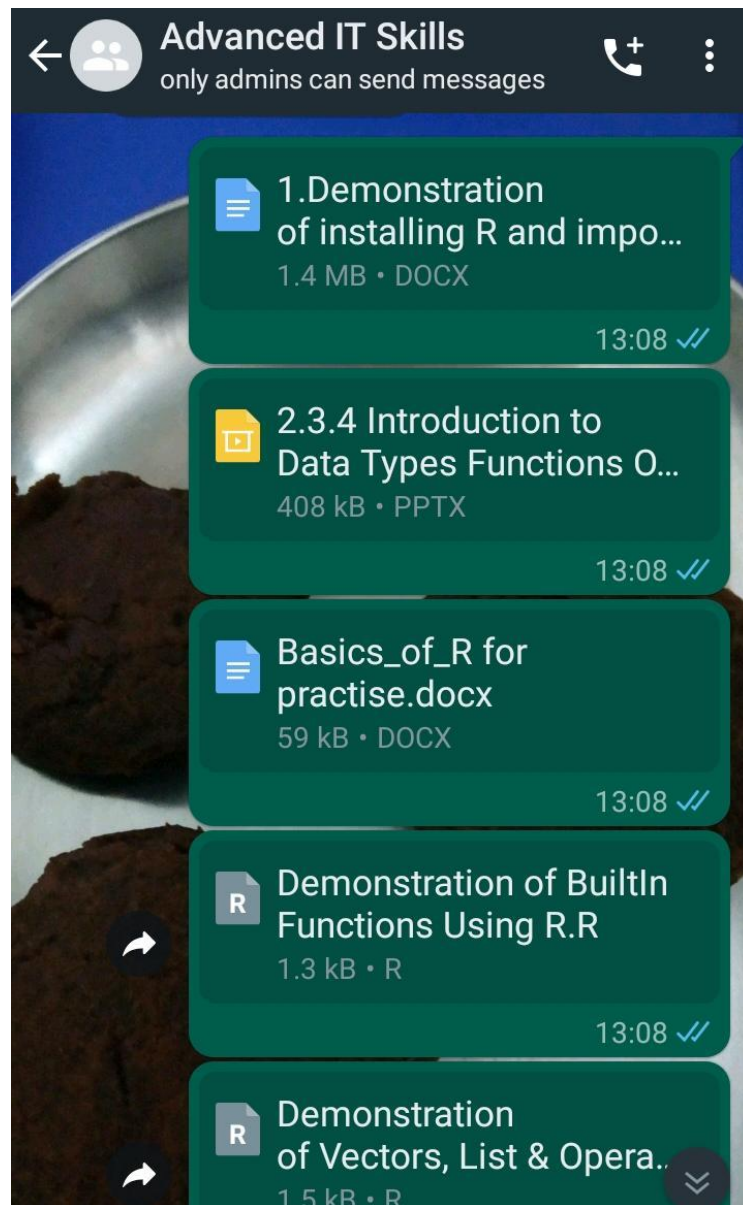 Advanced IT Skills
only admins can send messages
1.Demonstration
of installing R and impo...
1.4 MB • DOCX
13:08
2.3.4 Introduction to
Data Types Functions O...
408 kB • PPTX
13:08
Basics_of_R for
practise.docx
59 kB • DOCX
13:08
R
Demonstration of BuiltIn
Functions Using R.R
1.3 kB • R
13:08
R
Demonstration
of Vectors, List & Opera..
1.5 kB • R